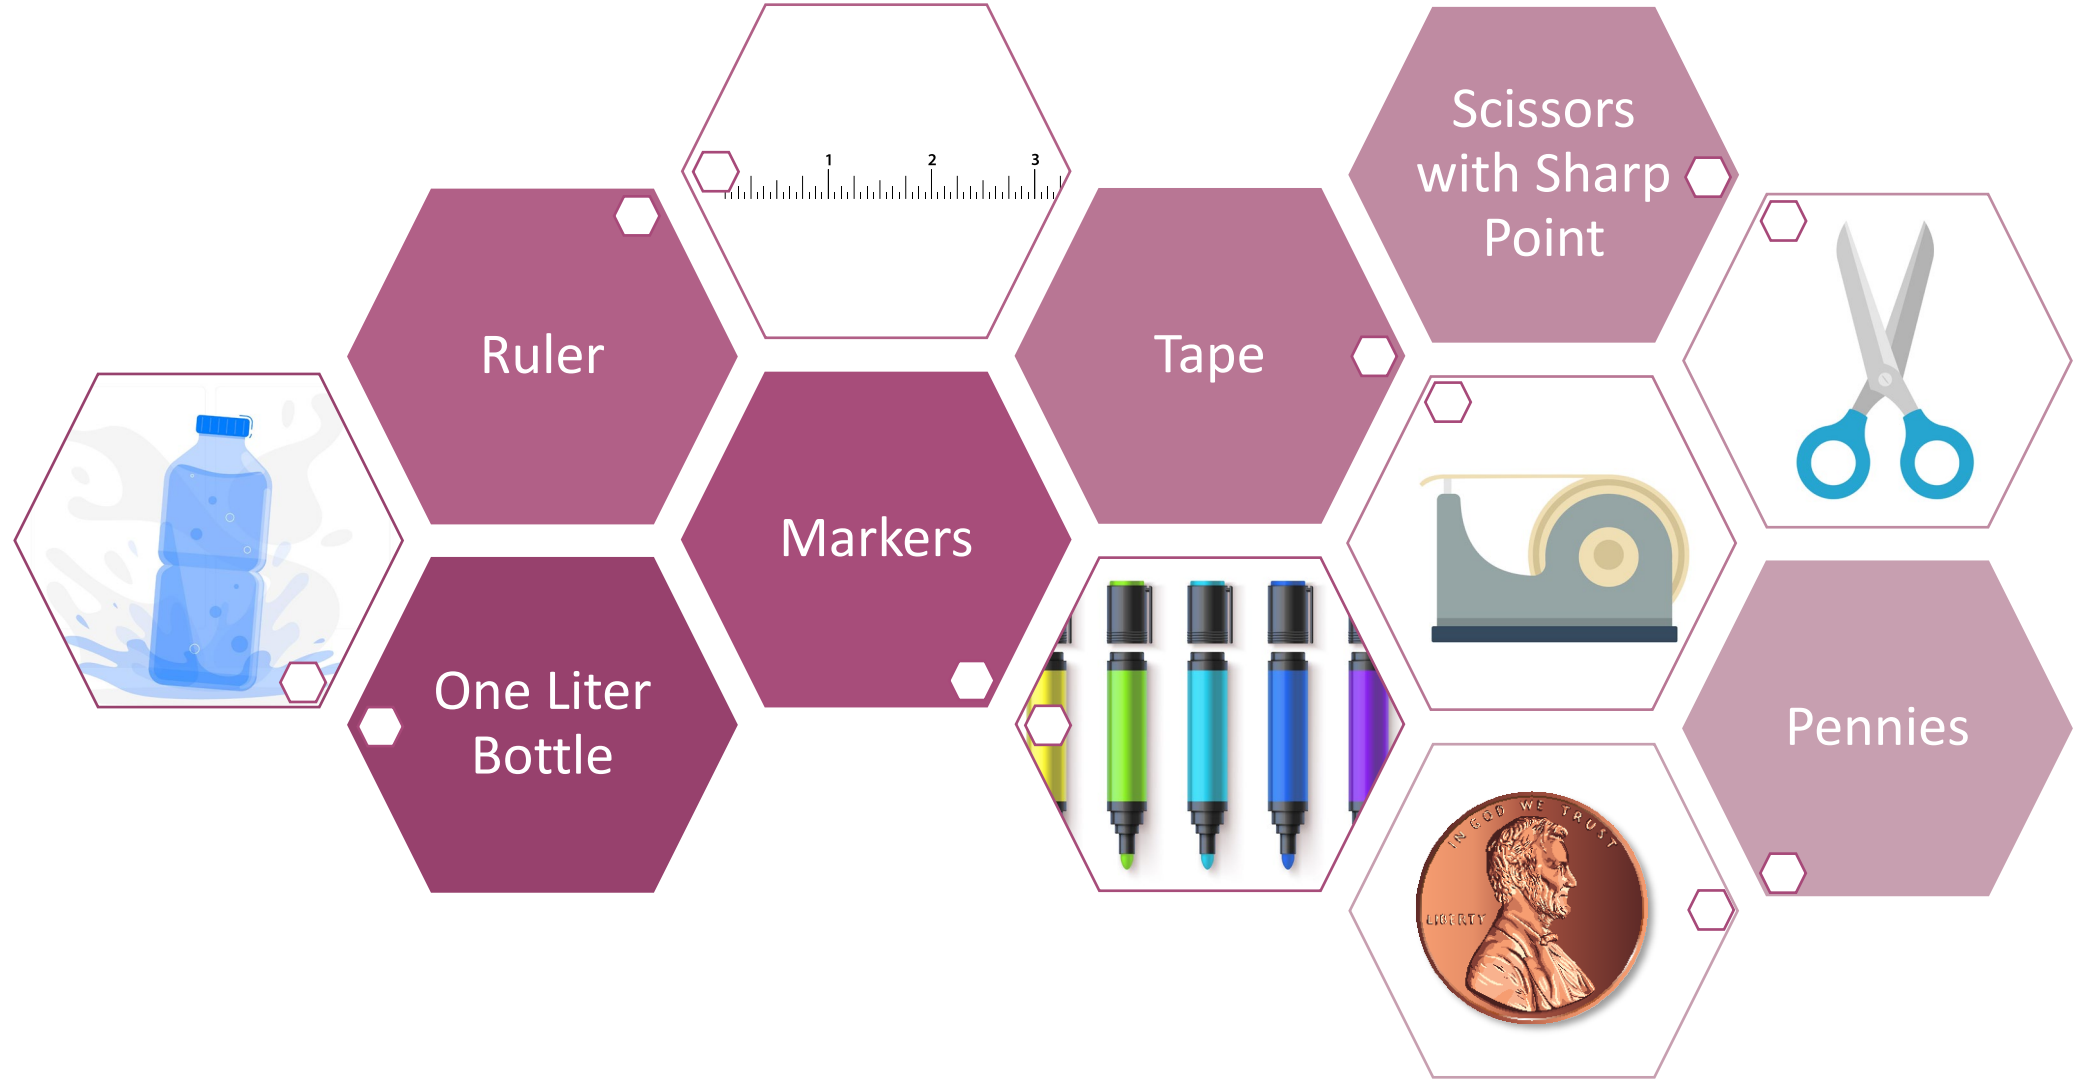 1 2 3
Scissors
with Sharp
Point
Ruler
Tape
Markers
One Liter
Bottle
Pennies
IN GOD WE TRUST
LIBERTY